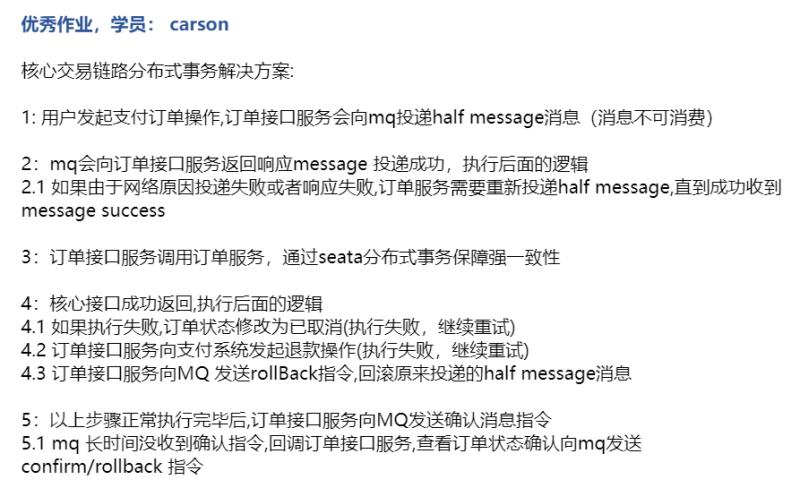 优秀作业，学员： carson
核心交易链路分布式事务解决方案:
1: 用户发起支付订单操作,订单接口服务会向mq投递half message消息（消息不可消费）
2：mq会向订单接口服务返回响应message 投递成功，执行后面的逻辑
2.1 如果由于网络原因投递失败或者响应失败,订单服务需要重新投递half message,直到成功收到
message success
3：订单接口服务调用订单服务，通过seata分布式事务保障强一致性
4：核心接口成功返回,执行后面的逻辑
4.1 如果执行失败,订单状态修改为已取消(执行失败，继续重试)
4.2 订单接口服务向支付系统发起退款操作(执行失败，继续重试)
4.3 订单接口服务向MQ 发送rollBack指令,回滚原来投递的half message消息
5：以上步骤正常执行完毕后,订单接口服务向MQ发送确认消息指令
5.1 mq 长时间没收到确认指令,回调订单接口服务,查看订单状态确认向mq发送
confirm/rollback 指令